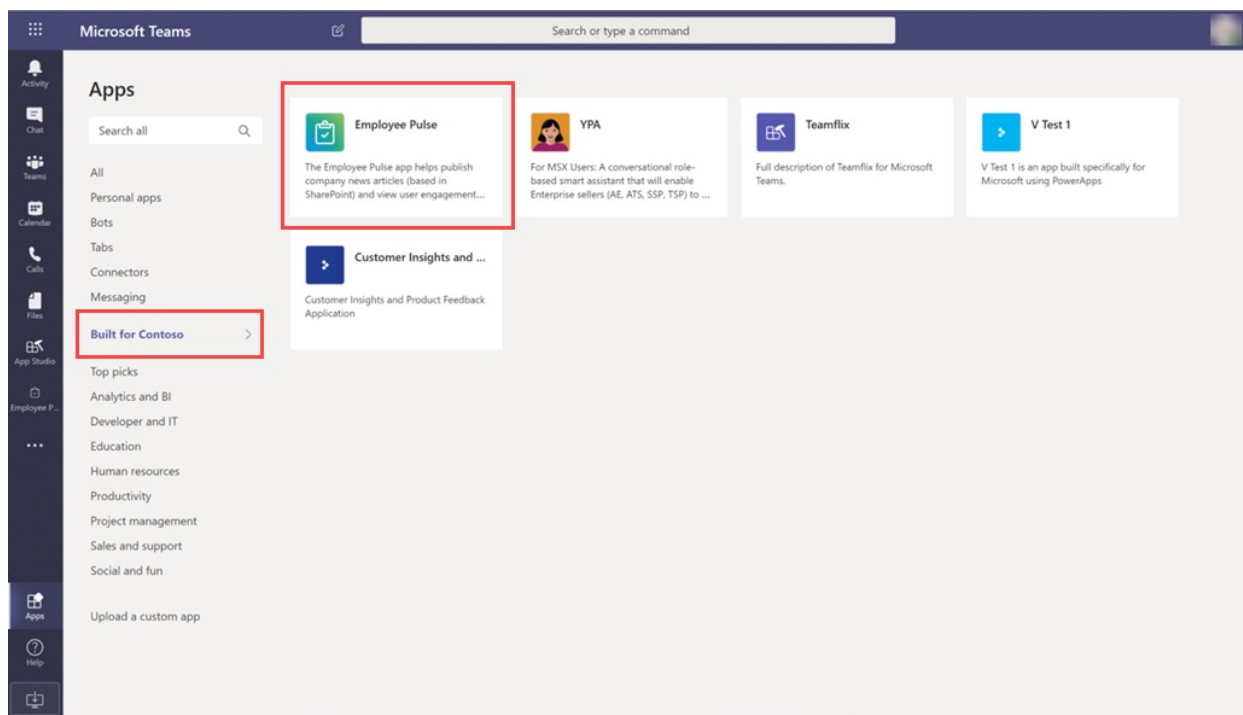 Microsoft Teams
Search or type a command
Activity
Chat
Teams
Calendar
Calls
Files
App Studio
Employee P...
Apps
Help
Apps
Search all
All
Personal apps
Bots
Tabs
Connectors
Messaging
Built for Contoso
Top picks
Analytics and BI
Developer and IT
Education
Human resources
Productivity
Project management
Sales and support
Social and fun
Upload a custom app
Employee Pulse
The Employee Pulse app helps publish
company news articles (based in
SharePoint) and view user engagement...
YPA
For MSX Users: A conversational role-
based smart assistant that will enable
Enterprise sellers (AE, ATS, SSP, TSP) to ...
Teamflix
Full description of Teamflix for Microsoft
Teams.
V Test 1
V Test 1 is an app built specifically for
Microsoft using PowerApps
Customer Insights and ...
Customer Insights and Product Feedback
Application